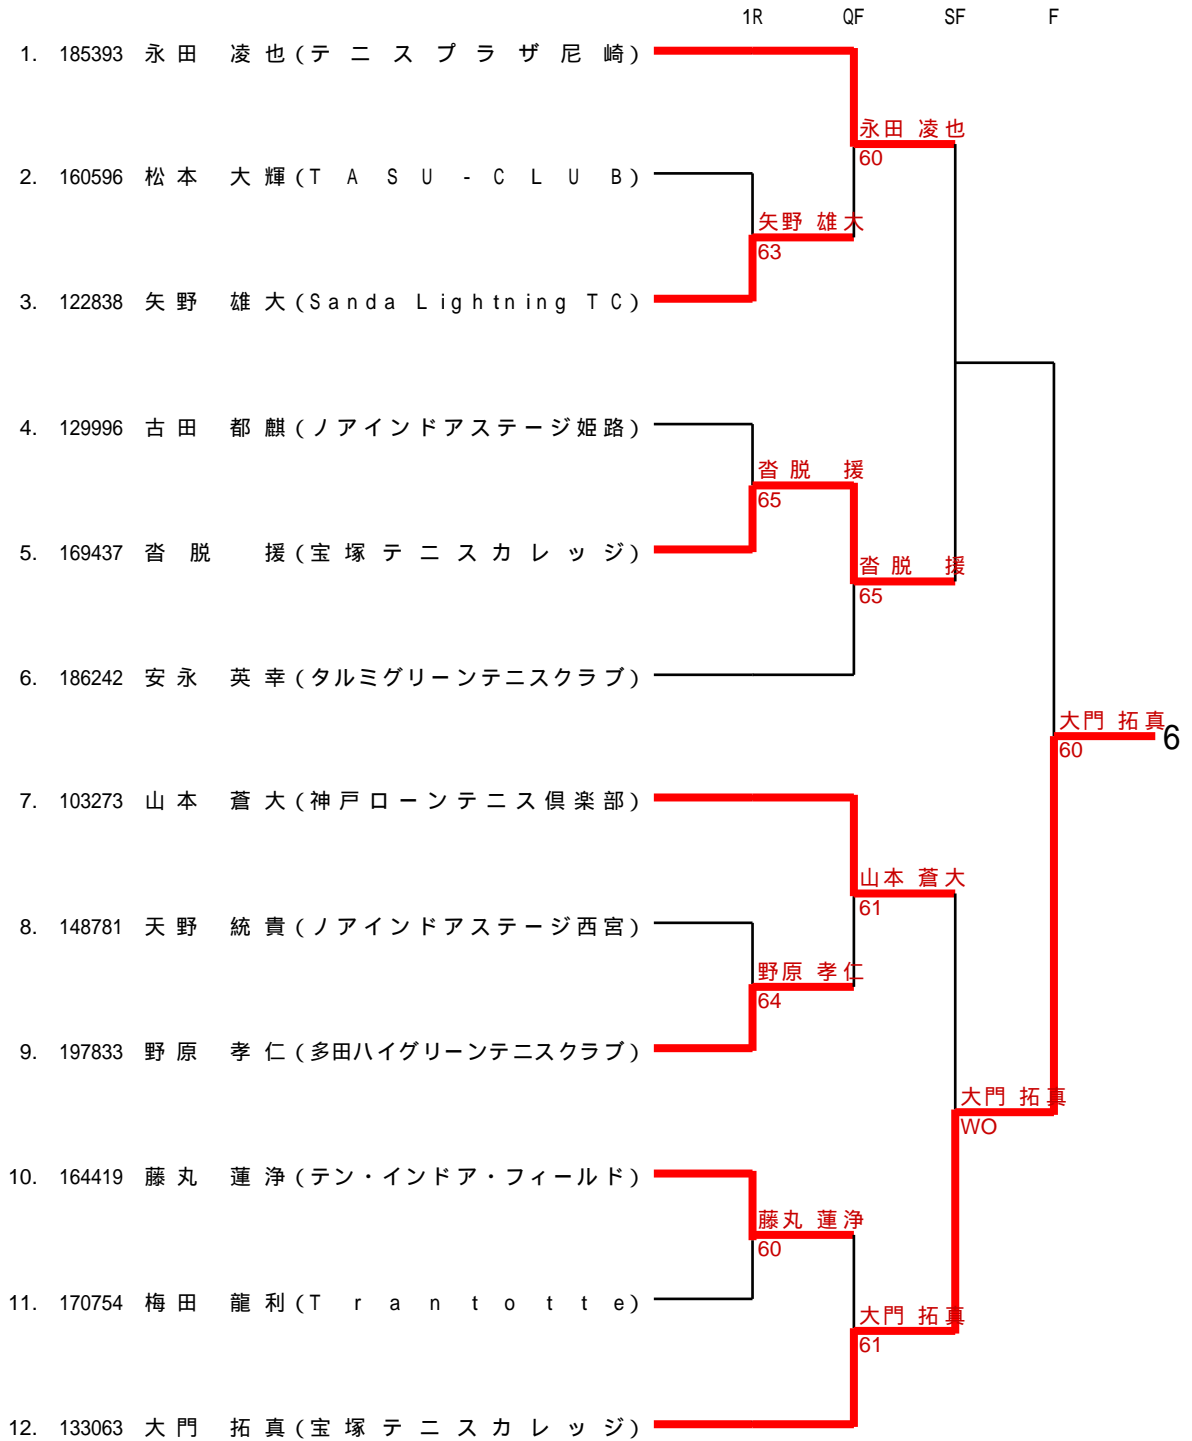 1R QF SF F
1. 185393 永田 凌也(テニスプラザ尼崎)
永田 凌也
60
2. 160596 松本 大輝(TASU-CLUB)
矢野 雄大
63
3. 122838 矢野 雄大(Sanda Lightning TC)
4. 129996 古田 都麒(ノアインドアステージ姫路)
沓脱 援
65
5. 169437 沓脱 援(宝塚テニスカレッジ)
沓脱 援
65
6. 186242 安永 英幸(タルミグリーンテニスクラブ)
大門 拓真
60
6
7. 103273 山本 蒼大(神戸ローンテニス倶楽部)
山本 蒼大
61
8. 148781 天野 統貴(ノアインドアステージ西宮)
野原 孝仁
64
9. 197833 野原 孝仁(多田ハイグリーンテニスクラブ)
大門 拓真
WO
10. 164419 藤丸 蓮浄(テン・インドア・フィールド)
藤丸 蓮浄
60
11. 170754 梅田 龍利(Trantotte)
大門 拓真
61
12. 133063 大門 拓真(宝塚テニスカレッジ)